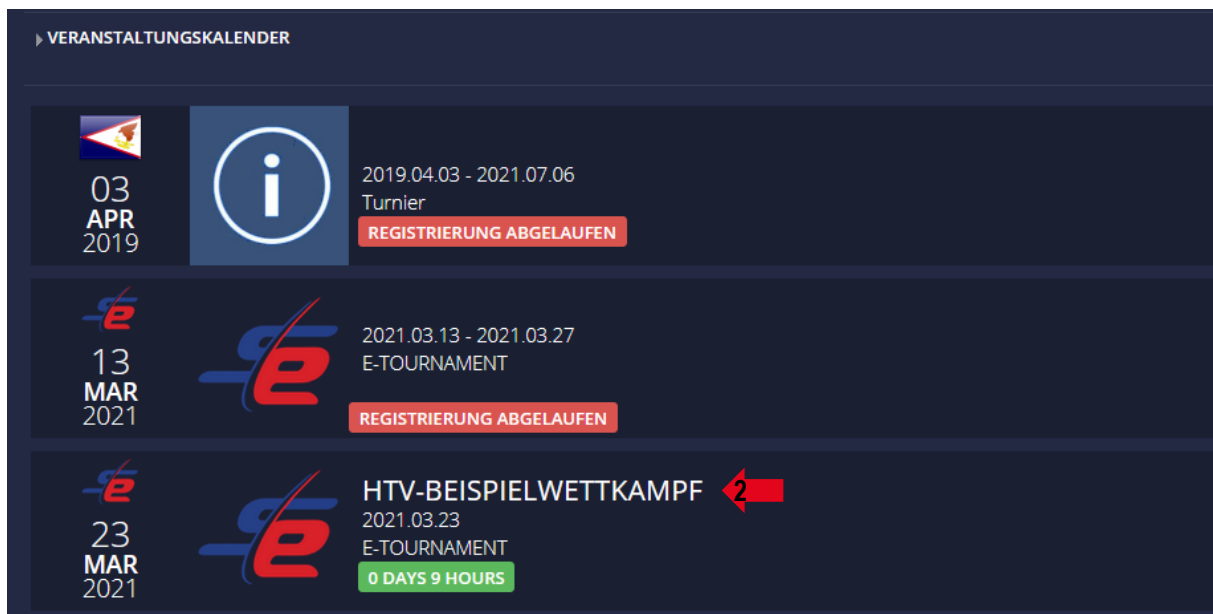 VERANSTALTUNGSKALENDER
03
APR
2019
i
2019.04.03 - 2021.07.06
Turnier
REGISTRIERUNG ABGELAUFEN
e
13
MAR
2021
e
2021.03.13 - 2021.03.27
E-TOURNAMENT
REGISTRIERUNG ABGELAUFEN
e
23
MAR
2021
e
HTV-BEISPIELWETTKAMPF
2
2021.03.23
E-TOURNAMENT
0 DAYS 9 HOURS